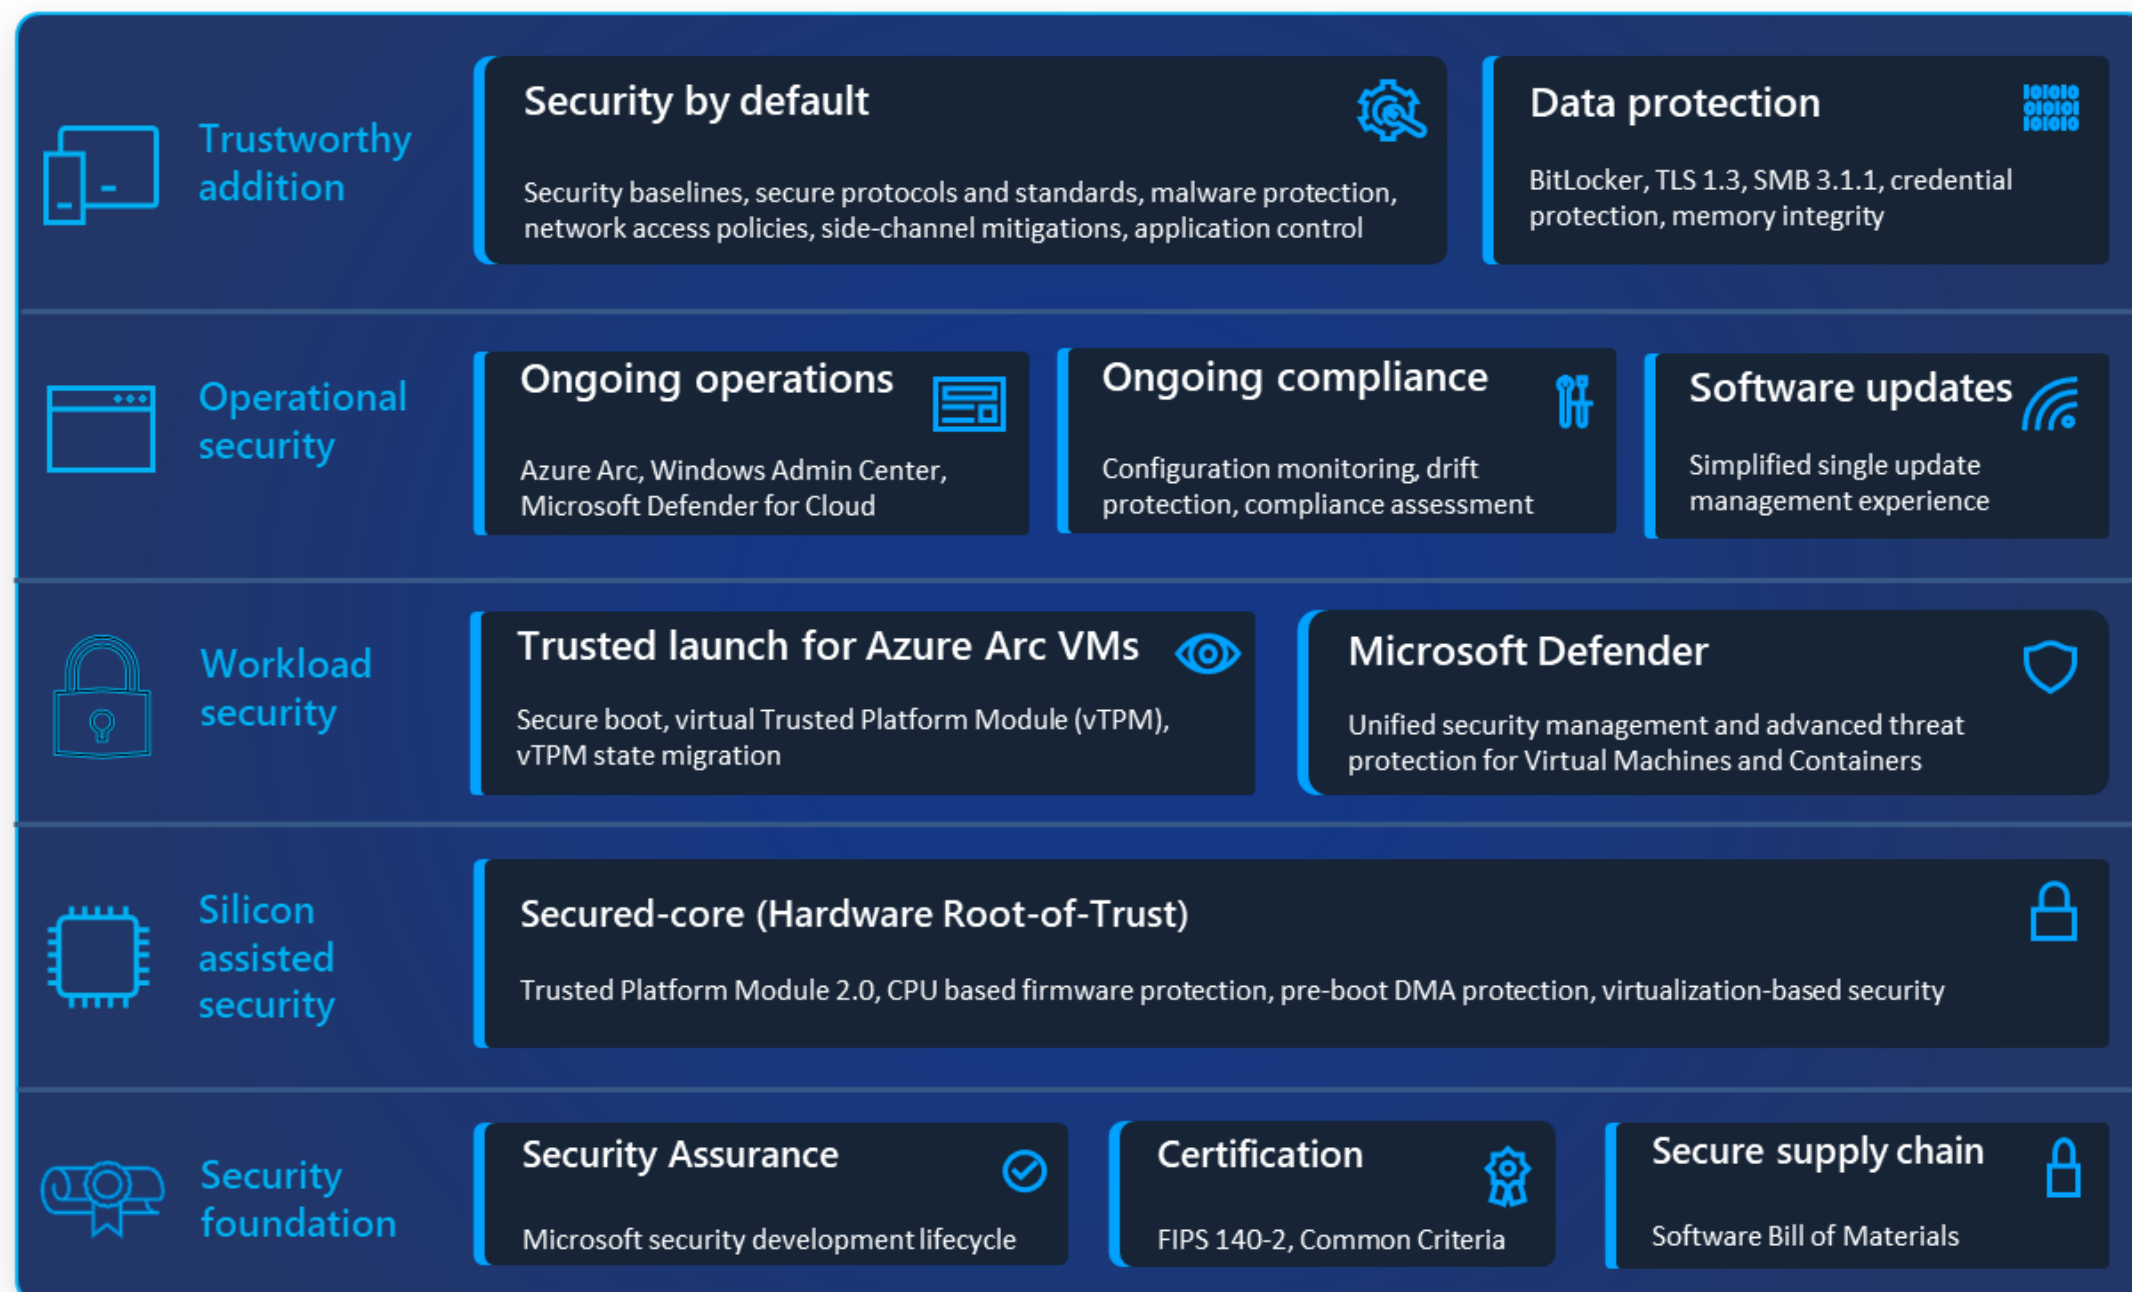 Trustworthy
addition
Security by default
Security baselines, secure protocols and standards, malware protection,
network access policies, side-channel mitigations, application control
Data protection
BitLocker, TLS 1.3, SMB 3.1.1, credential
protection, memory integrity
Operational
security
Ongoing operations
Azure Arc, Windows Admin Center,
Microsoft Defender for Cloud
Ongoing compliance
Configuration monitoring, drift
protection, compliance assessment
Software updates
Simplified single update
management experience
Workload
security
Trusted launch for Azure Arc VMs
Secure boot, virtual Trusted Platform Module (vTPM),
vTPM state migration
Microsoft Defender
Unified security management and advanced threat
protection for Virtual Machines and Containers
Silicon
assisted
security
Secured-core (Hardware Root-of-Trust)
Trusted Platform Module 2.0, CPU based firmware protection, pre-boot DMA protection, virtualization-based security
Security
foundation
Security Assurance
Microsoft security development lifecycle
Certification
FIPS 140-2, Common Criteria
Secure supply chain
Software Bill of Materials